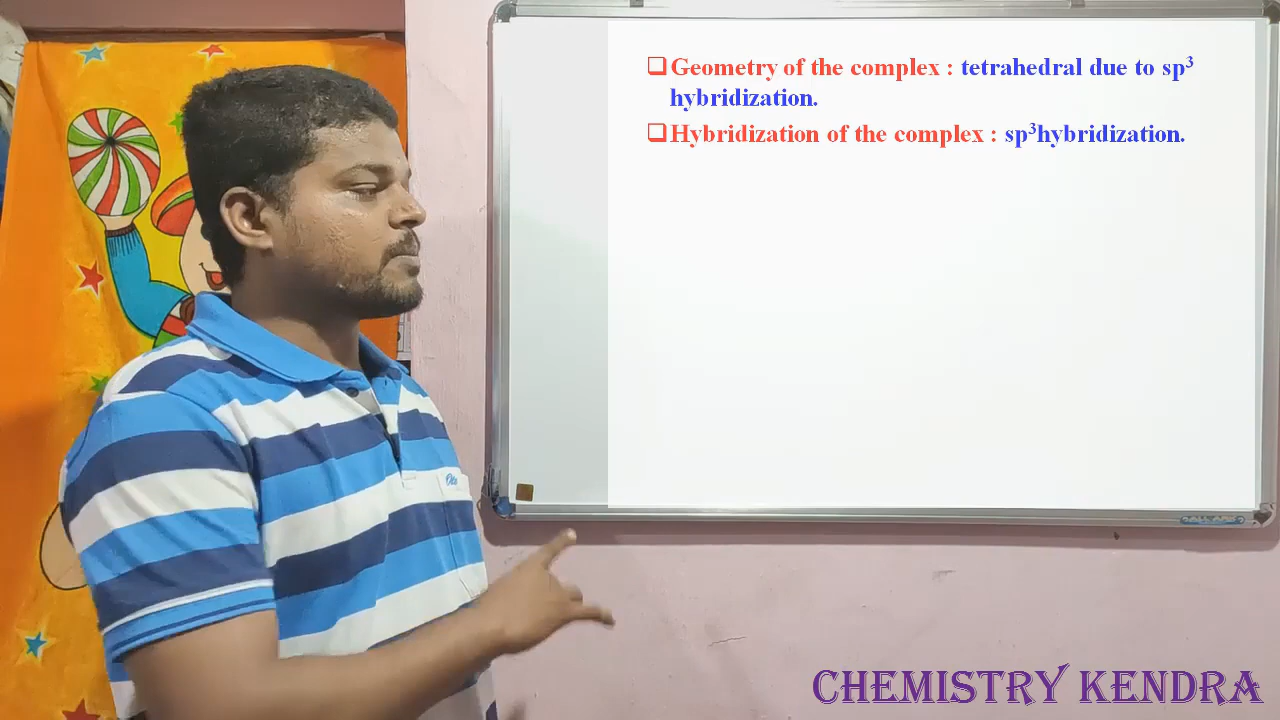 ❑Geometry of the complex : tetrahedral due to sp³
hybridization.
❑Hybridization of the complex : sp³hybridization.
CHEMISTRY KENDRA